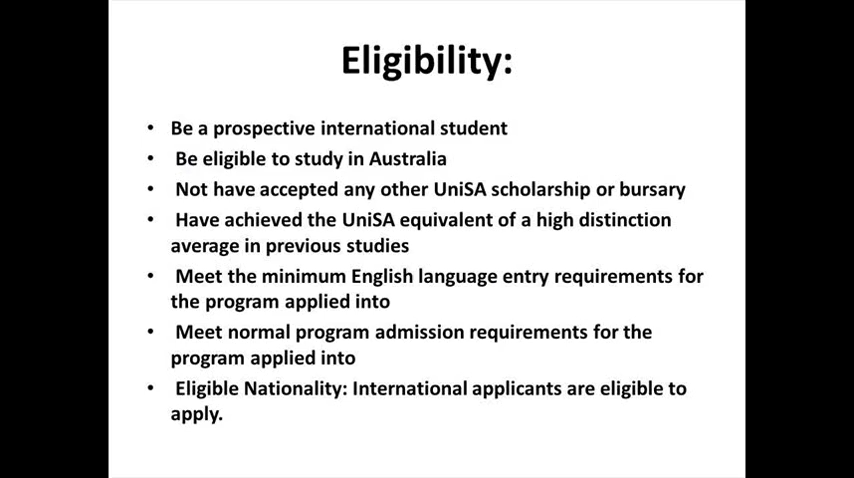 Eligibility:
• Be a prospective international student
• Be eligible to study in Australia
• Not have accepted any other UniSA scholarship or bursary
• Have achieved the UniSA equivalent of a high distinction
average in previous studies
• Meet the minimum English language entry requirements for
the program applied into
• Meet normal program admission requirements for the
program applied into
• Eligible Nationality: International applicants are eligible to
apply.